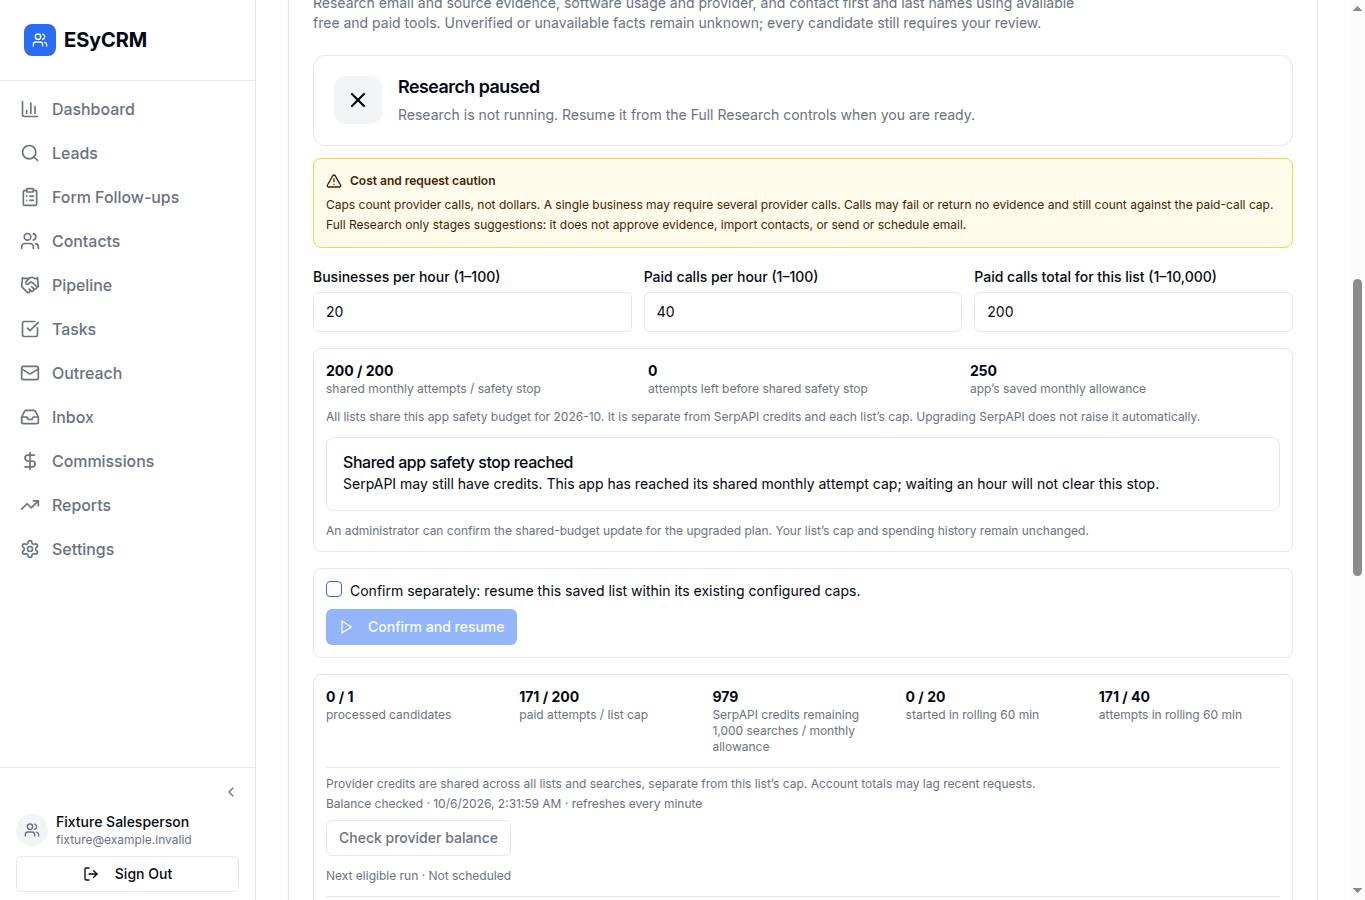 ESyCRM
Dashboard
Leads
Form Follow-ups
Contacts
Pipeline
Tasks
Outreach
Inbox
Commissions
Reports
Settings
Fixture Salesperson
fixture@example.invalid
Sign Out
Research email and source evidence, software usage and provider, and contact first and last names using available
free and paid tools. Unverified or unavailable facts remain unknown; every candidate still requires your review.
Research paused
Research is not running. Resume it from the Full Research controls when you are ready.
Cost and request caution
Caps count provider calls, not dollars. A single business may require several provider calls. Calls may fail or return no evidence and still count against the paid-call cap.
Full Research only stages suggestions: it does not approve evidence, import contacts, or send or schedule email.
Businesses per hour (1–100)
20
Paid calls per hour (1–100)
40
Paid calls total for this list (1–10,000)
200
200 / 200
shared monthly attempts / safety stop
0
attempts left before shared safety stop
250
app’s saved monthly allowance
All lists share this app safety budget for 2026-10. It is separate from SerpAPI credits and each list’s cap. Upgrading SerpAPI does not raise it automatically.
Shared app safety stop reached
SerpAPI may still have credits. This app has reached its shared monthly attempt cap; waiting an hour will not clear this stop.
An administrator can confirm the shared-budget update for the upgraded plan. Your list’s cap and spending history remain unchanged.
Confirm separately: resume this saved list within its existing configured caps.
Confirm and resume
0 / 1
processed candidates
171 / 200
paid attempts / list cap
979
SerpAPI credits remaining
1,000 searches / monthly
allowance
0 / 20
started in rolling 60 min
171 / 40
attempts in rolling 60 min
Provider credits are shared across all lists and searches, separate from this list’s cap. Account totals may lag recent requests.
Balance checked · 10/6/2026, 2:31:59 AM · refreshes every minute
Check provider balance
Next eligible run · Not scheduled